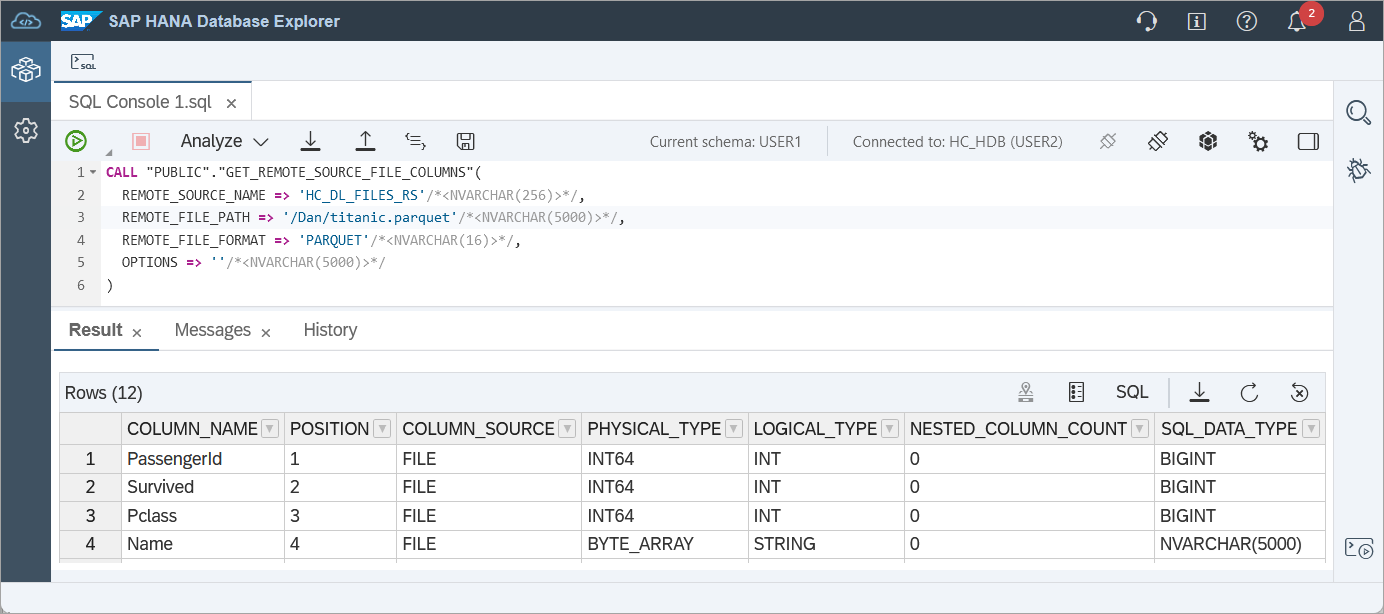 SAP SAP HANA Database Explorer
2
SQL
SQL Console 1.sql
Analyze
Current schema: USER1
Connected to: HC_HDB (USER2)
1 CALL "PUBLIC"."GET_REMOTE_SOURCE_FILE_COLUMNS"(
2 REMOTE_SOURCE_NAME => 'HC_DL_FILES_RS'/*<NVARCHAR(256)>*/,
3 REMOTE_FILE_PATH => '/Dan/titanic.parquet'/*<NVARCHAR(5000)>*/,
4 REMOTE_FILE_FORMAT => 'PARQUET'/*<NVARCHAR(16)>*/,
5 OPTIONS => ''/*<NVARCHAR(5000)>*/
6 )
Result Messages History
Rows (12)
SQL
COLUMN_NAME POSITION COLUMN_SOURCE PHYSICAL_TYPE LOGICAL_TYPE NESTED_COLUMN_COUNT SQL_DATA_TYPE
1 PassengerId 1 FILE INT64 INT 0 BIGINT
2 Survived 2 FILE INT64 INT 0 BIGINT
3 Pclass 3 FILE INT64 INT 0 BIGINT
4 Name 4 FILE BYTE_ARRAY STRING 0 NVARCHAR(5000)